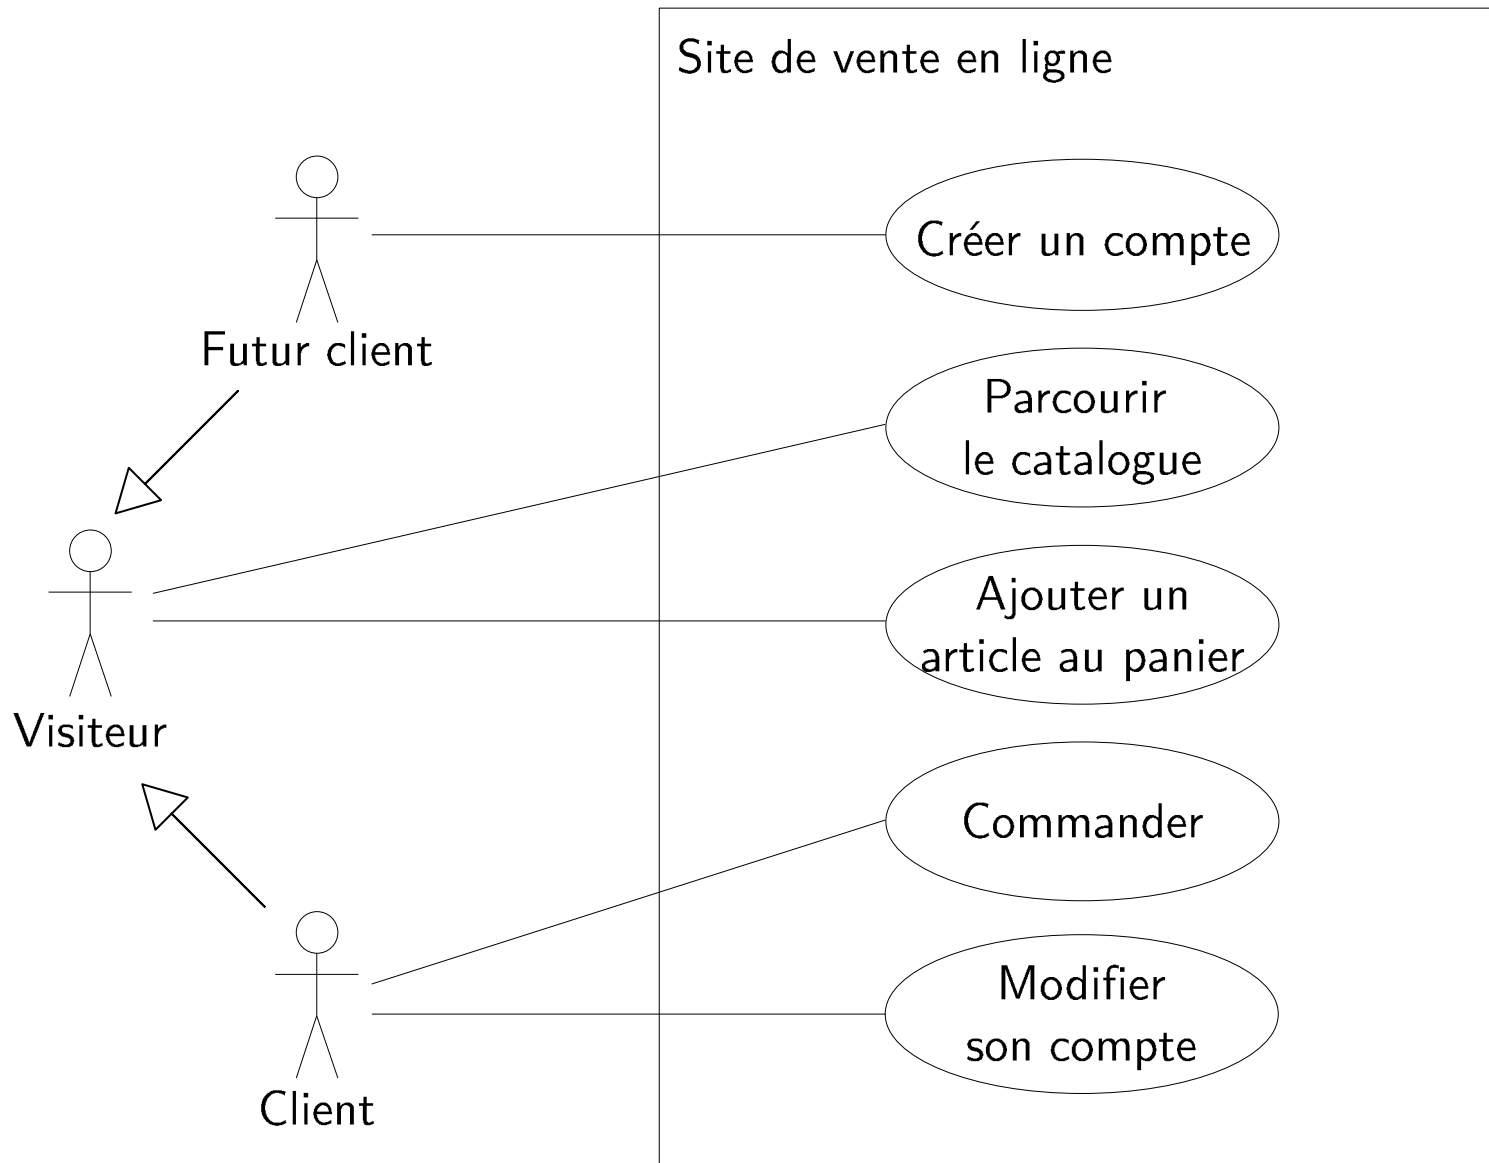 Site de vente en ligne
Créer un compte
Futur client
Parcourir
le catalogue
Ajouter un
article au panier
Visiteur
Commander
Modifier
son compte
Client